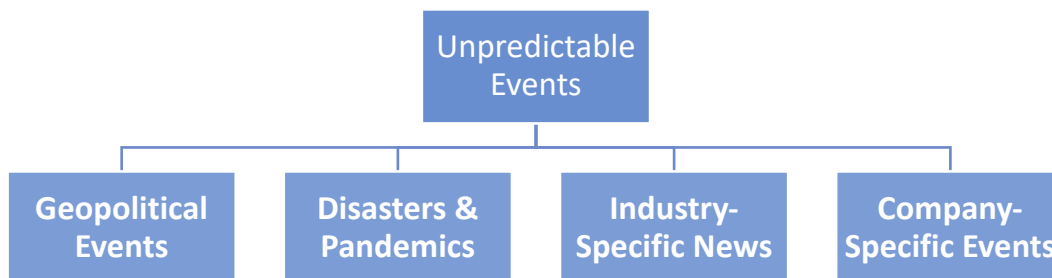 Unpredictable
Events
Geopolitical
Events
Disasters &
Pandemics
Industry-
Specific News
Company-
Specific Events